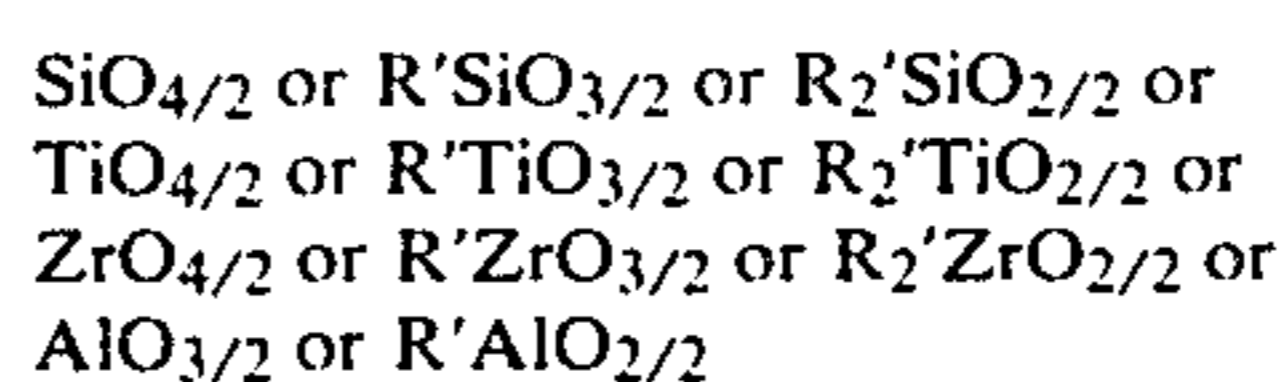 SiO4/2 or R'SiO3/2 or R2'SiO2/2 or
TiO4/2 or R'TiO3/2 or R2'TiO2/2 or
ZrO4/2 or R'ZrO3/2 or R2'ZrO2/2 or
AlO3/2 or R'AlO2/2